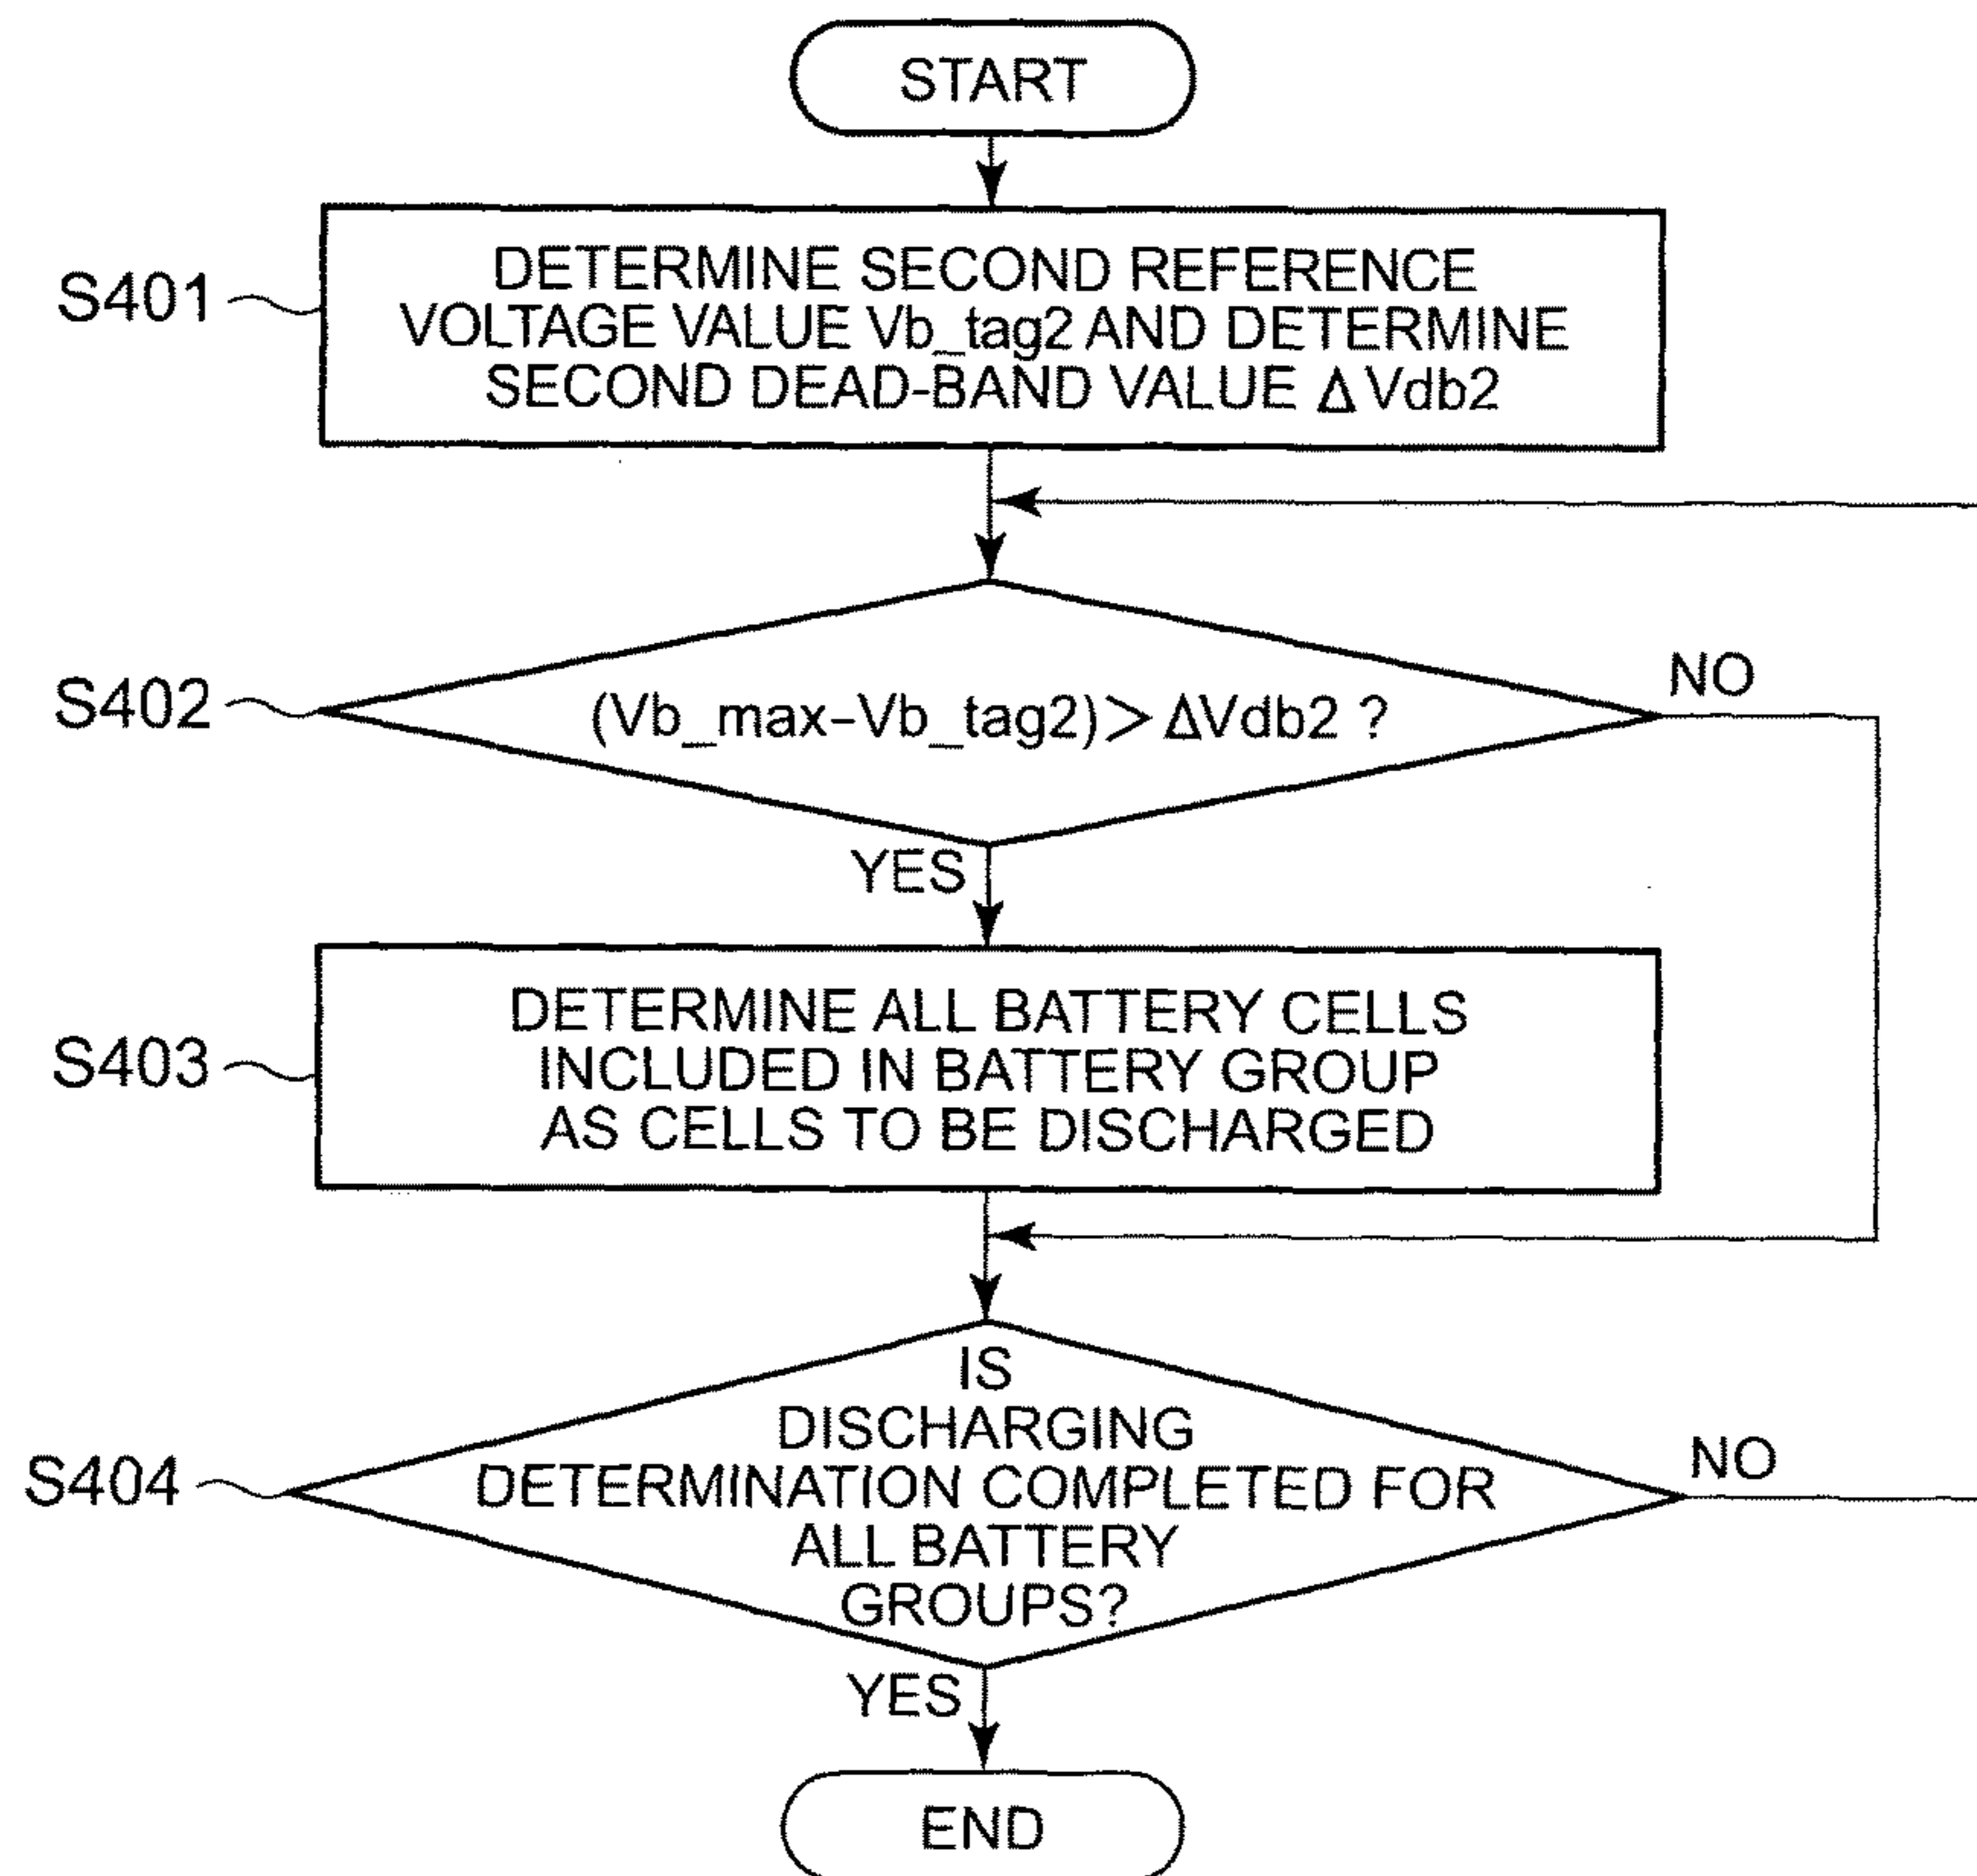 START
S401
DETERMINE SECOND REFERENCE
VOLTAGE VALUE Vb_tag2 AND DETERMINE
SECOND DEAD-BAND VALUE Δ Vdb2
S402
(Vb_max-Vb_tag2) > ΔVdb2 ?
NO
YES
S403
DETERMINE ALL BATTERY CELLS
INCLUDED IN BATTERY GROUP
AS CELLS TO BE DISCHARGED
S404
IS
DISCHARGING
DETERMINATION COMPLETED FOR
ALL BATTERY
GROUPS?
NO
YES
END